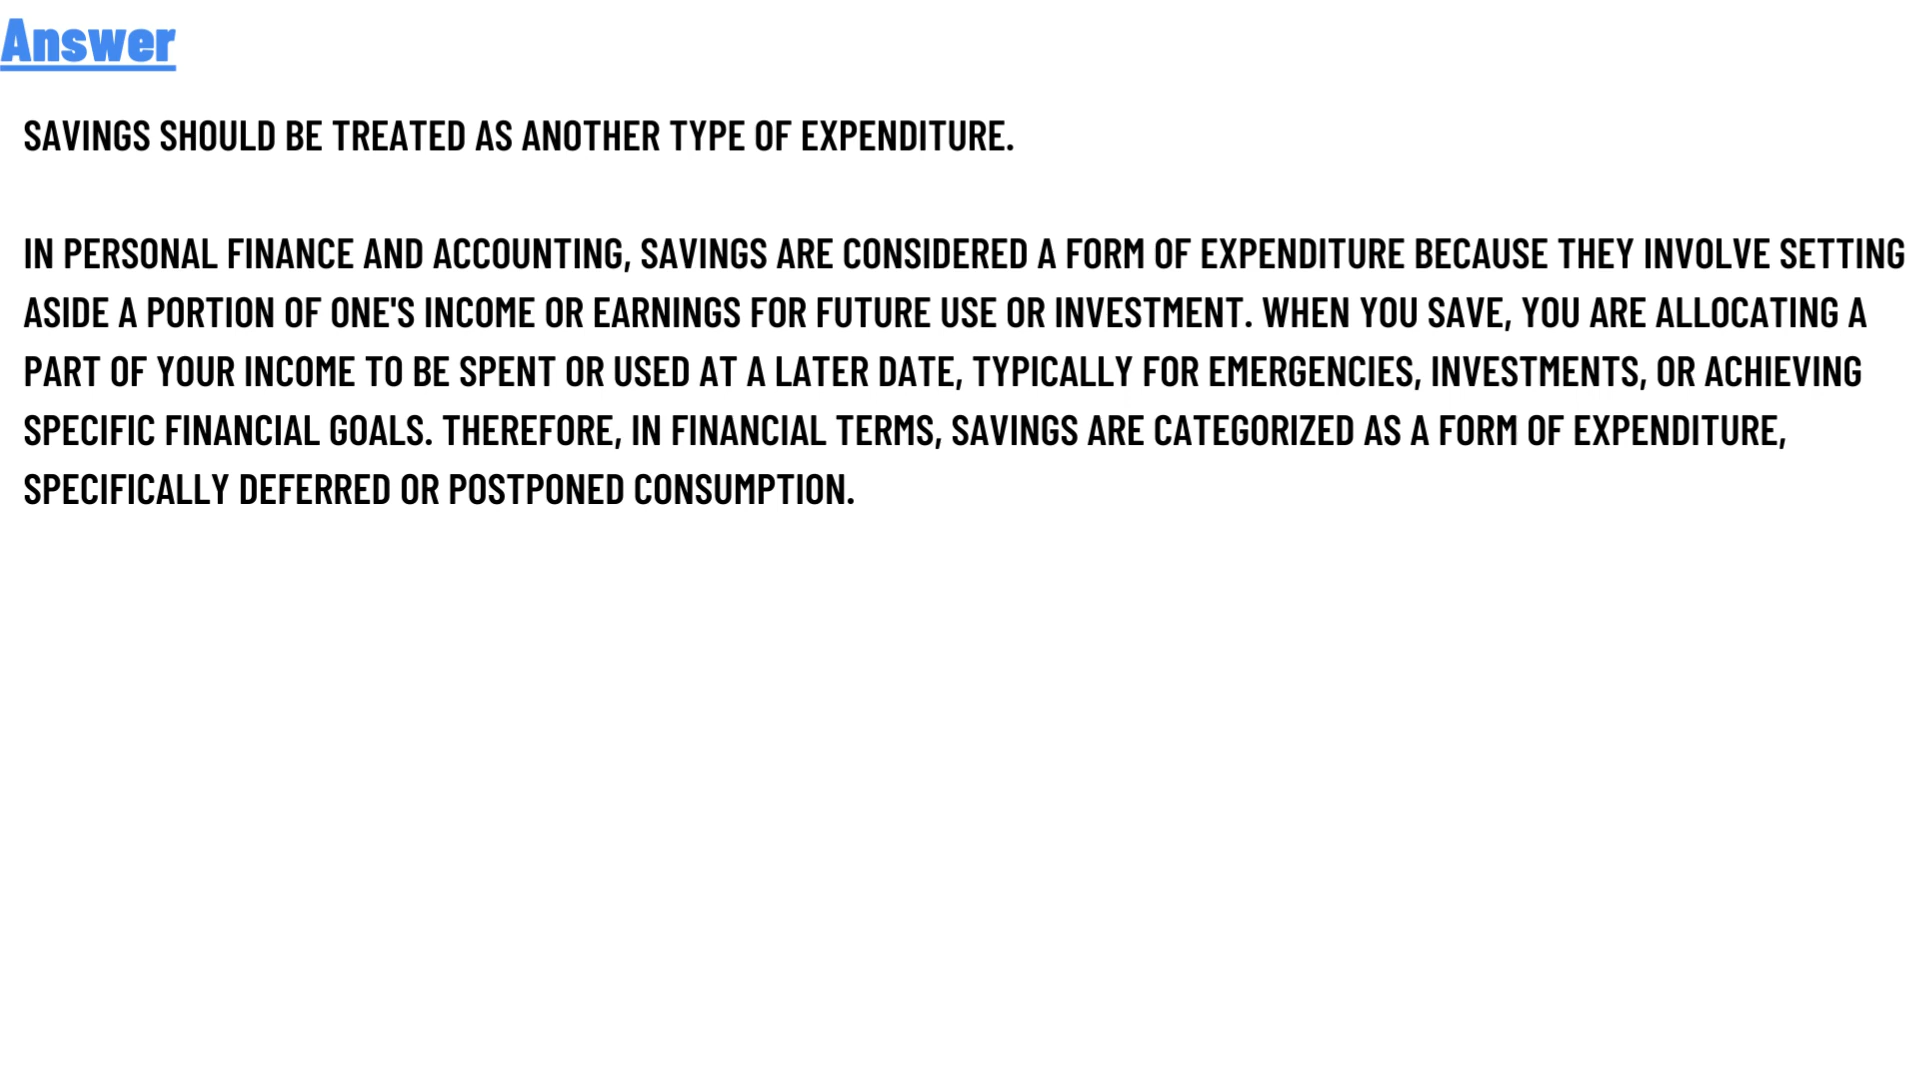 Answer
SAVINGS SHOULD BE TREATED AS ANOTHER TYPE OF EXPENDITURE.
IN PERSONAL FINANCE AND ACCOUNTING, SAVINGS ARE CONSIDERED A FORM OF EXPENDITURE BECAUSE THEY INVOLVE SETTING
ASIDE A PORTION OF ONE'S INCOME OR EARNINGS FOR FUTURE USE OR INVESTMENT. WHEN YOU SAVE, YOU ARE ALLOCATING A
PART OF YOUR INCOME TO BE SPENT OR USED AT A LATER DATE, TYPICALLY FOR EMERGENCIES, INVESTMENTS, OR ACHIEVING
SPECIFIC FINANCIAL GOALS. THEREFORE, IN FINANCIAL TERMS, SAVINGS ARE CATEGORIZED AS A FORM OF EXPENDITURE,
SPECIFICALLY DEFERRED OR POSTPONED CONSUMPTION.